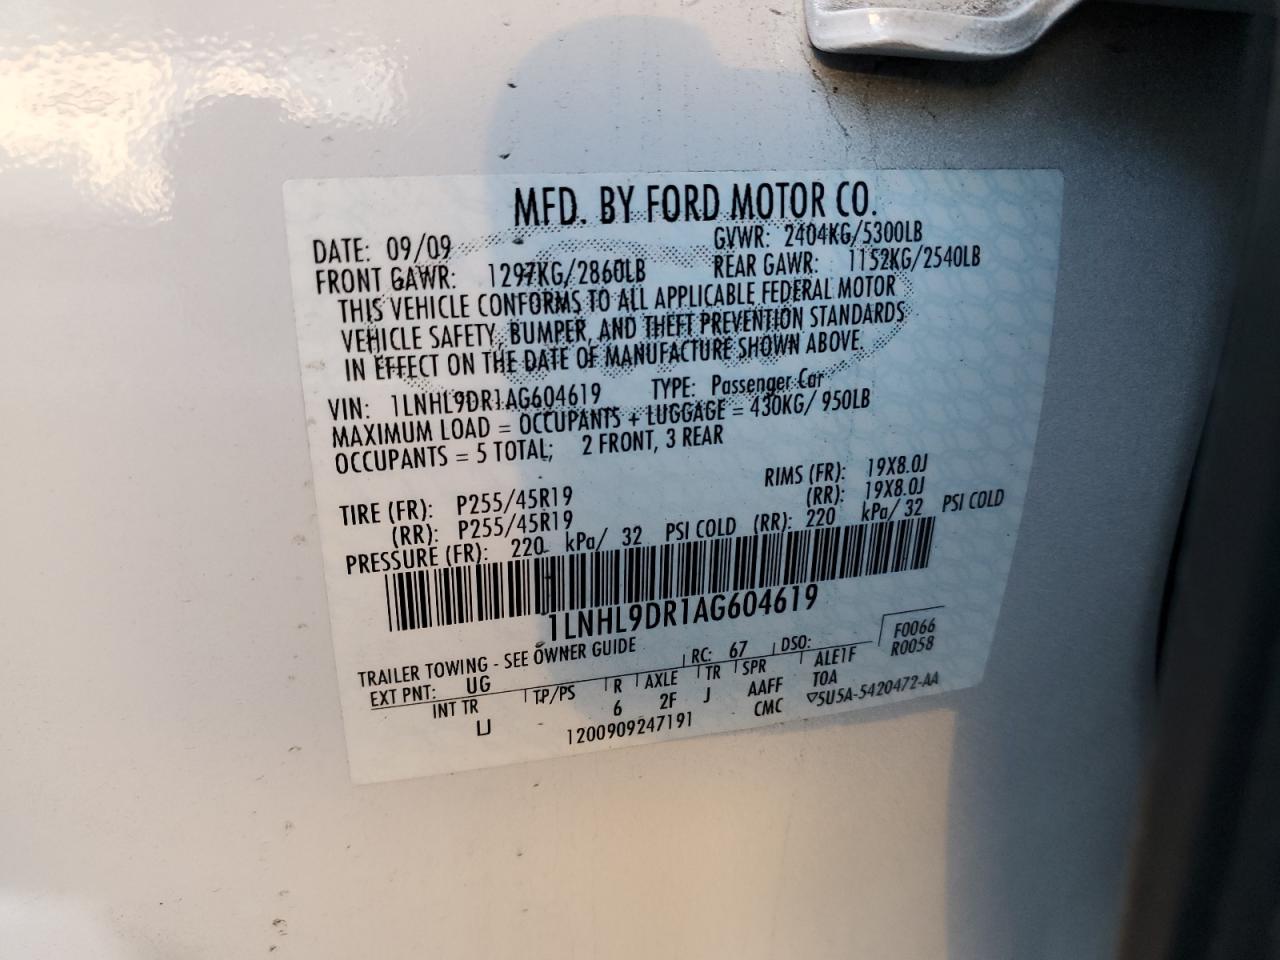 MFD. BY FORD MOTOR CO.
DATE: 09/09 GVWR: 2404KG/5300LB
FRONT GAWR: 1297KG/2860LB REAR GAWR: 1152KG/2540LB
THIS VEHICLE CONFORMS TO ALL APPLICABLE FEDERAL MOTOR
VEHICLE SAFETY, BUMPER, AND THEFT PREVENTION STANDARDS
IN EFFECT ON THE DATE OF MANUFACTURE SHOWN ABOVE.
VIN: 1LNHL9DR1AG604619 TYPE: Passenger Car
MAXIMUM LOAD = OCCUPANTS + LUGGAGE = 430KG/ 950LB
OCCUPANTS = 5 TOTAL; 2 FRONT, 3 REAR
TIRE (FR): P255/45R19 RIMS (FR): 19X8.0J
(RR): P255/45R19 (RR): 19X8.0J
PRESSURE (FR): 220 kPa/ 32 PSI COLD (RR): 220 kPa/ 32 PSI COLD
1LNHL9DR1AG604619
TRAILER TOWING - SEE OWNER GUIDE F0066
EXT PNT: UG RC: 67 DSO: R0058
INT TR TP/PS R AXLE TR SPR ALE1F
IJ 6 2F J AAFF TOA
1200909247191 CMC ▽5U5A-5420472-AA